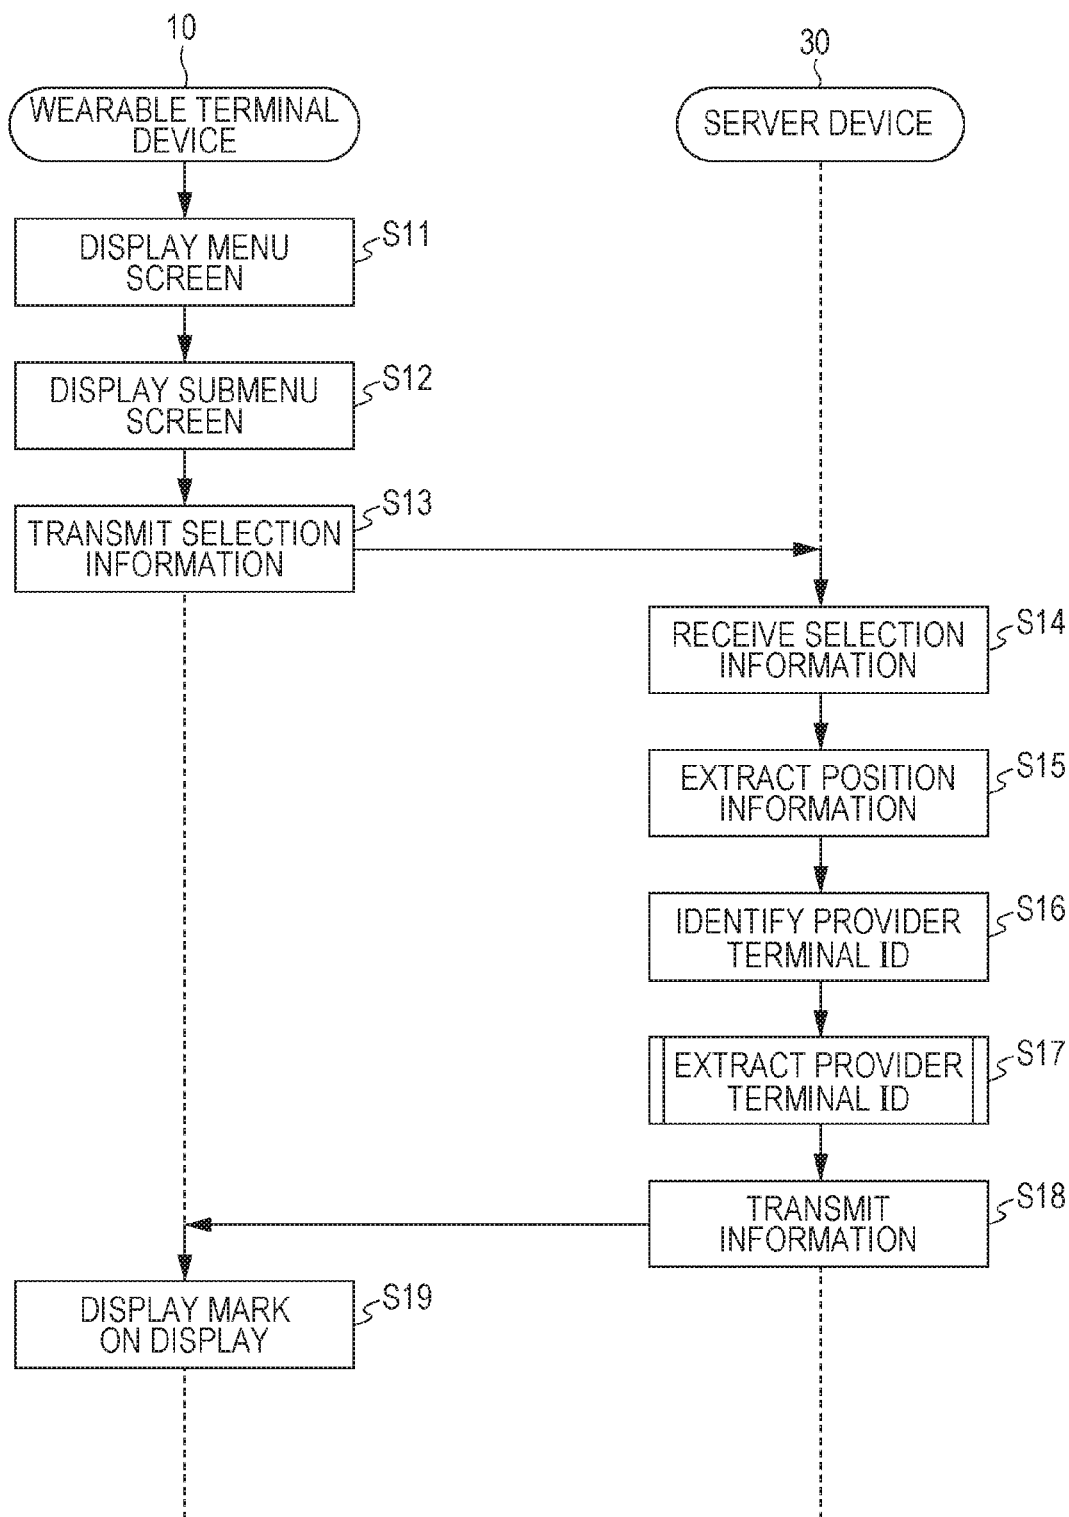 10
30
WEARABLE TERMINAL
DEVICE
SERVER DEVICE
DISPLAY MENU
SCREEN
S11
DISPLAY SUBMENU
SCREEN
S12
TRANSMIT SELECTION
INFORMATION
S13
RECEIVE SELECTION
INFORMATION
S14
EXTRACT POSITION
INFORMATION
S15
IDENTIFY PROVIDER
TERMINAL ID
S16
EXTRACT PROVIDER
TERMINAL ID
S17
TRANSMIT
INFORMATION
S18
DISPLAY MARK
ON DISPLAY
S19